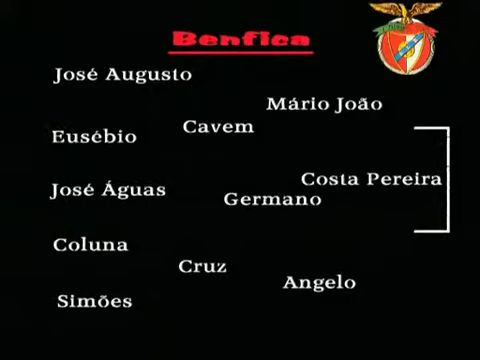 Benfica
José Augusto
Mário João
Cavem
Eusébio
Costa Pereira
José Águas
Germano
Coluna
Cruz
Angelo
Simões